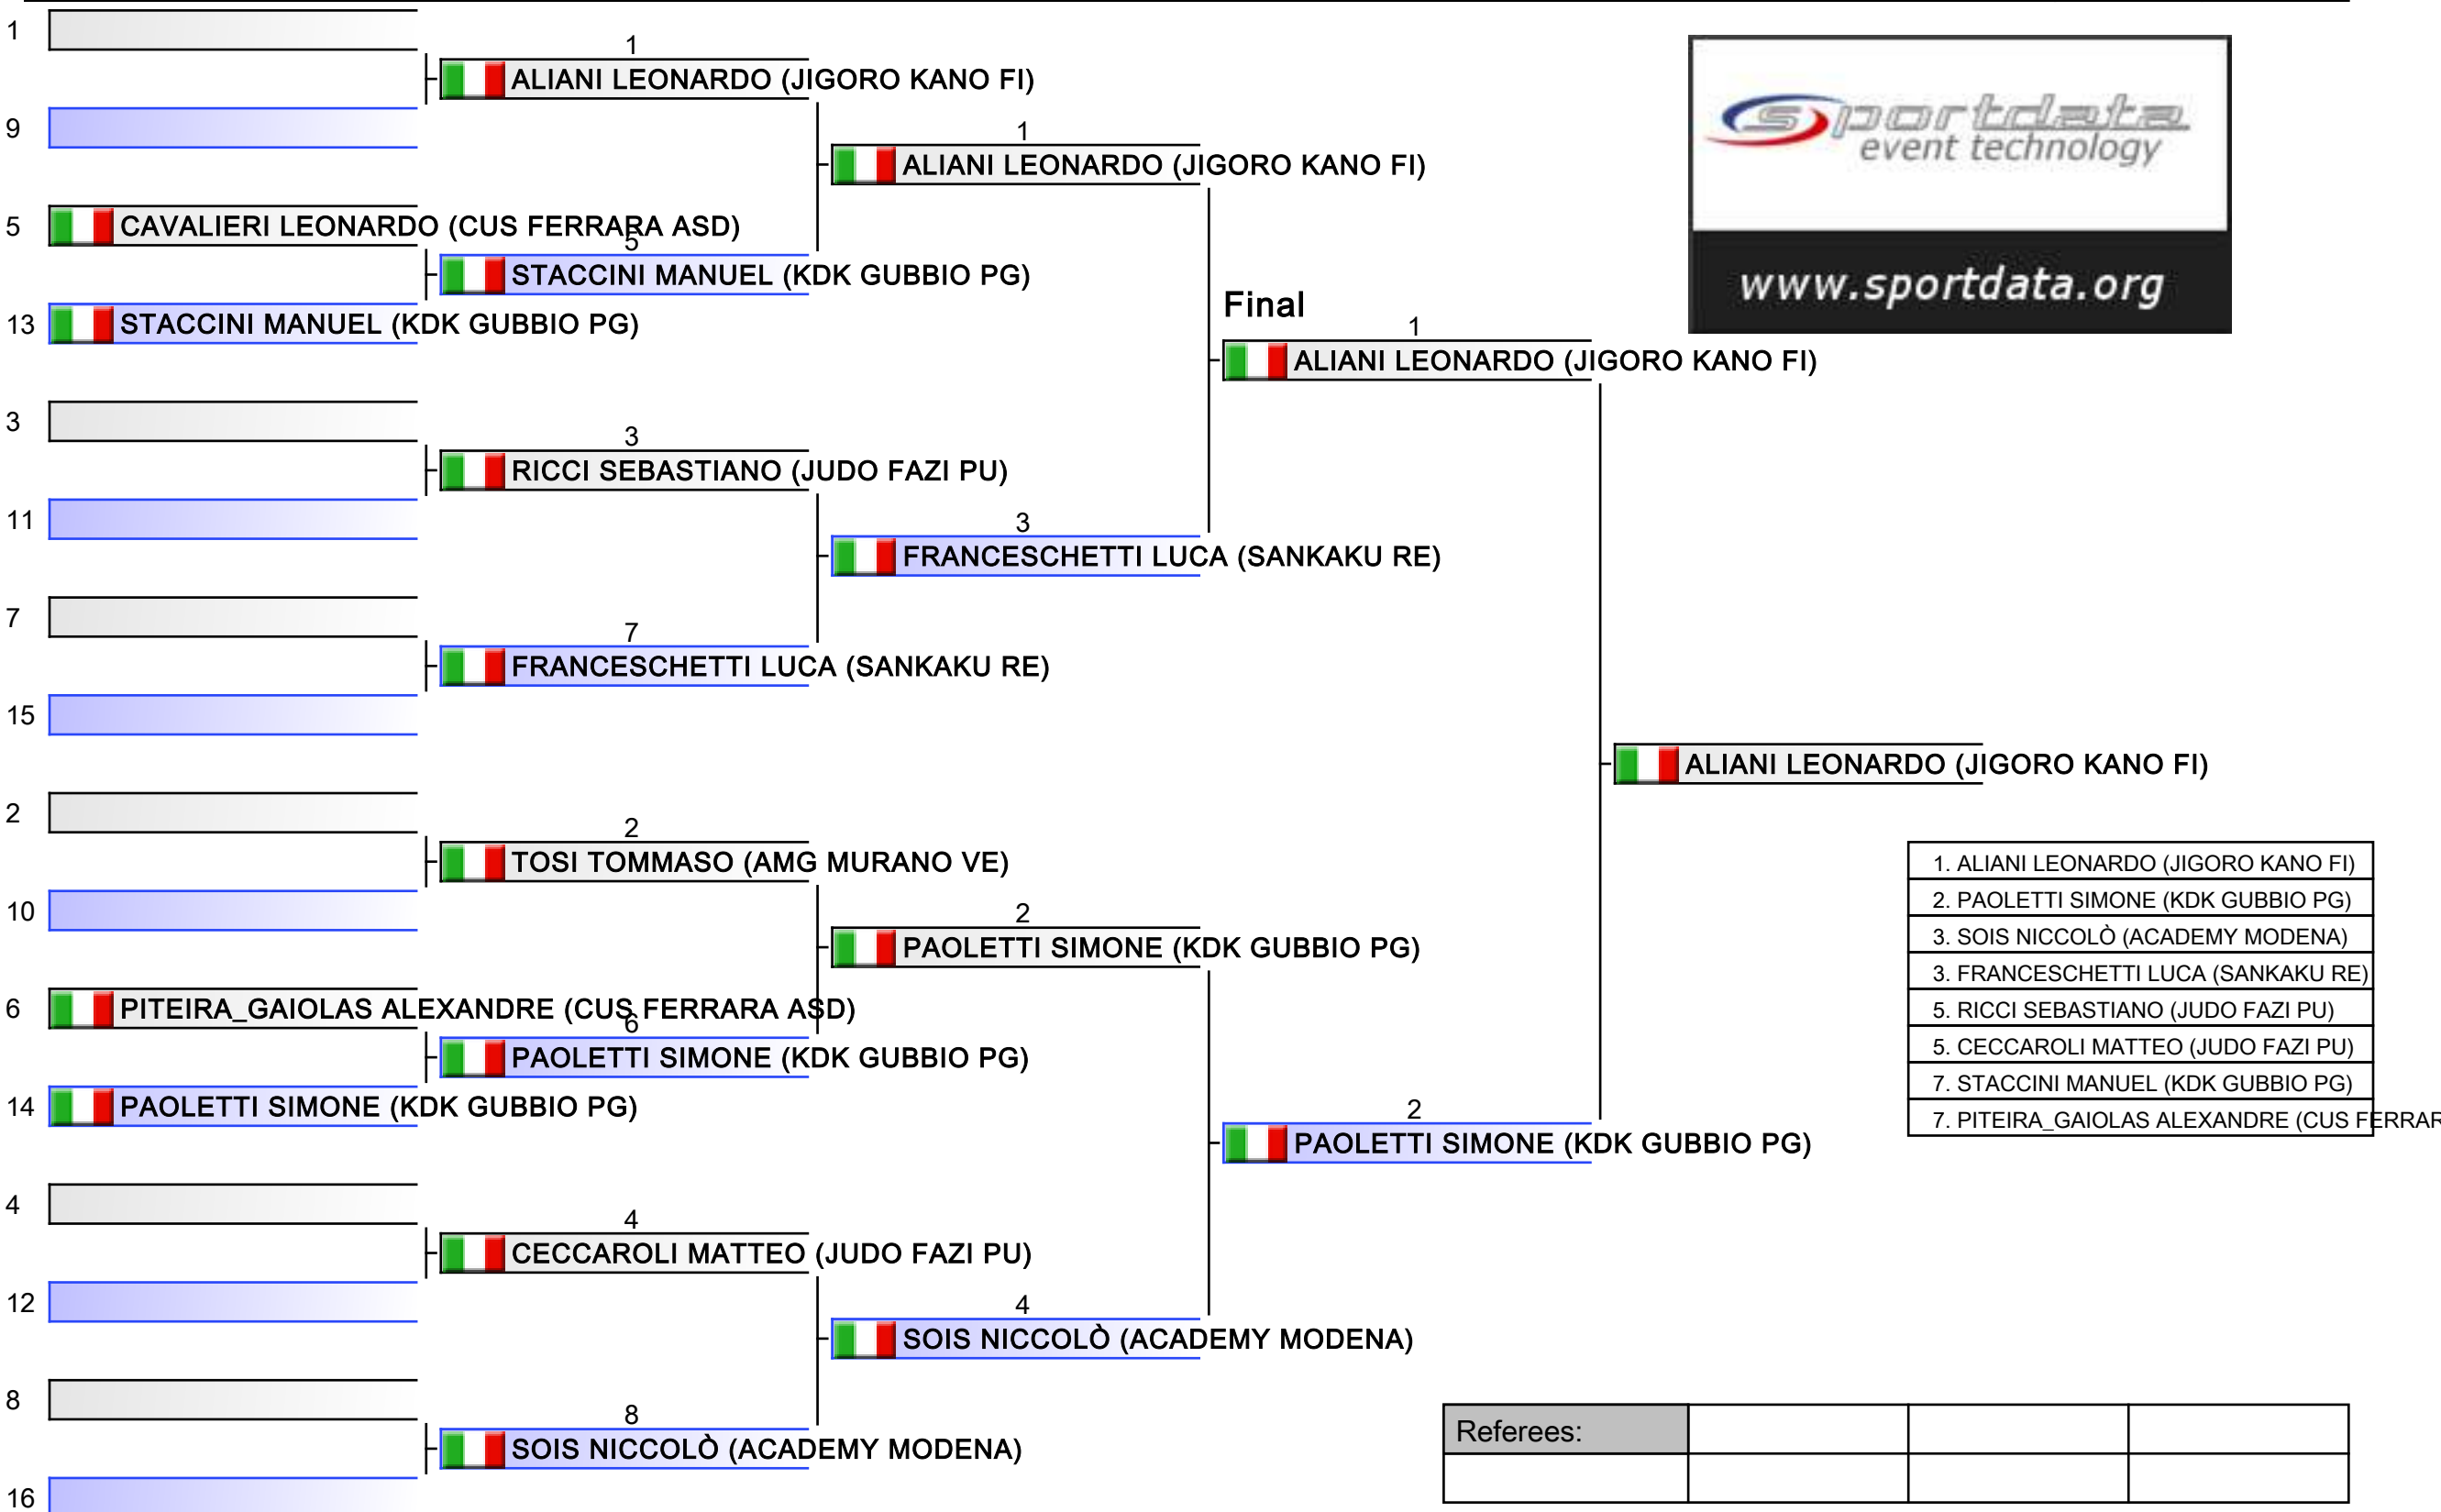 1
1
ALIANI LEONARDO (JIGORO KANO FI)
sportdata
event technology
9
1
ALIANI LEONARDO (JIGORO KANO FI)
5 CAVALIERI LEONARDO (CUS FERRARA ASD)
5
STACCINI MANUEL (KDK GUBBIO PG)
www.sportdata.org
Final
13 STACCINI MANUEL (KDK GUBBIO PG)
1
ALIANI LEONARDO (JIGORO KANO FI)
3
3
RICCI SEBASTIANO (JUDO FAZI PU)
11
3
FRANCESCHETTI LUCA (SANKAKU RE)
7
7
FRANCESCHETTI LUCA (SANKAKU RE)
15
ALIANI LEONARDO (JIGORO KANO FI)
2
2
TOSI TOMMASO (AMG MURANO VE)
1. ALIANI LEONARDO (JIGORO KANO FI)
2. PAOLETTI SIMONE (KDK GUBBIO PG)
3. SOIS NICCOLÒ (ACADEMY MODENA)
3. FRANCESCHETTI LUCA (SANKAKU RE)
5. RICCI SEBASTIANO (JUDO FAZI PU)
5. CECCAROLI MATTEO (JUDO FAZI PU)
7. STACCINI MANUEL (KDK GUBBIO PG)
7. PITEIRA_GAIOLAS ALEXANDRE (CUS FERRAR
10
2
PAOLETTI SIMONE (KDK GUBBIO PG)
6 PITEIRA_GAIOLAS ALEXANDRE (CUS FERRARA ASD)
6
PAOLETTI SIMONE (KDK GUBBIO PG)
14 PAOLETTI SIMONE (KDK GUBBIO PG)
2
PAOLETTI SIMONE (KDK GUBBIO PG)
4
4
CECCAROLI MATTEO (JUDO FAZI PU)
12
4
SOIS NICCOLÒ (ACADEMY MODENA)
8
8
SOIS NICCOLÒ (ACADEMY MODENA)
Referees:
16